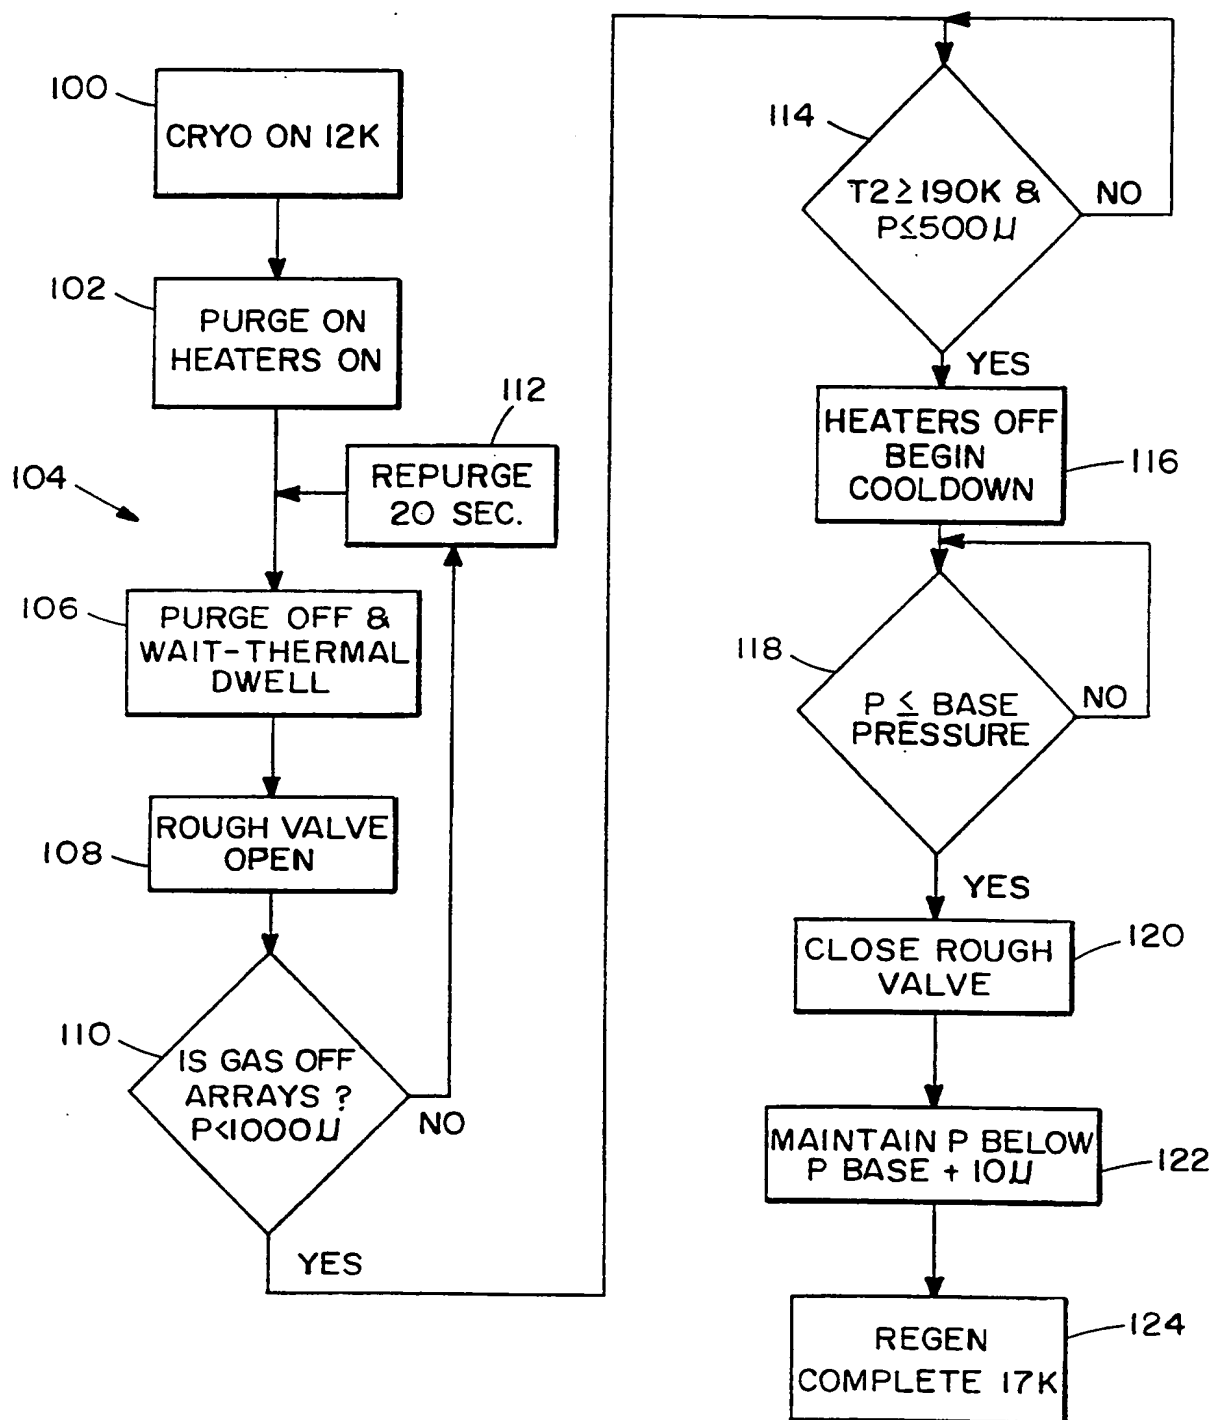 100
CRYO ON 12K
102
PURGE ON
HEATERS ON
112
REPURGE
20 SEC.
104
106
PURGE OFF &
WAIT-THERMAL
DWELL
108
ROUGH VALVE
OPEN
110
IS GAS OFF
ARRAYS ?
P<1000μ
NO
YES
114
T2≥190K &
P≤500μ
NO
YES
HEATERS OFF
BEGIN
COOLDOWN
116
118
P ≤ BASE
PRESSURE
NO
YES
CLOSE ROUGH
VALVE
120
MAINTAIN P BELOW
P BASE + 10μ
122
REGEN
COMPLETE 17K
124